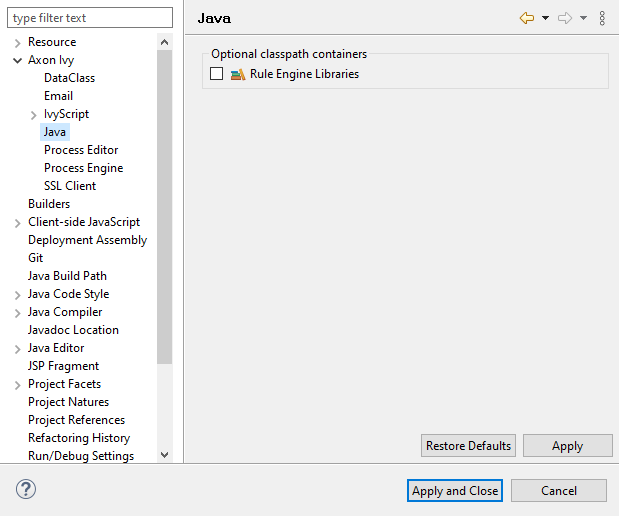 type filter text
Resource
Axon Ivy
DataClass
Email
IvyScript
Java
Process Editor
Process Engine
SSL Client
Builders
Client-side JavaScript
Deployment Assembly
Git
Java Build Path
Java Code Style
Java Compiler
Javadoc Location
Java Editor
JSP Fragment
Project Facets
Project Natures
Project References
Refactoring History
Run/Debug Settings
Java
Optional classpath containers
Rule Engine Libraries
Restore Defaults
Apply
?
Apply and Close
Cancel